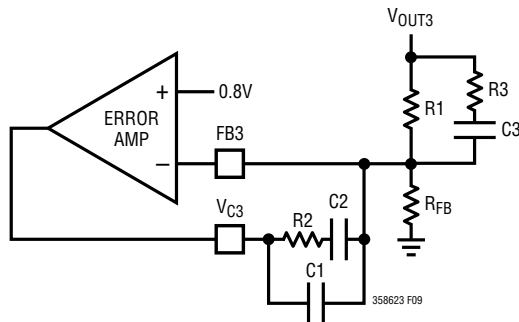 VOUT3
R3
R1
C3
+
0.8V
ERROR
AMP
FB3
−
RFB
VC3
R2
C2
C1
358623 F09